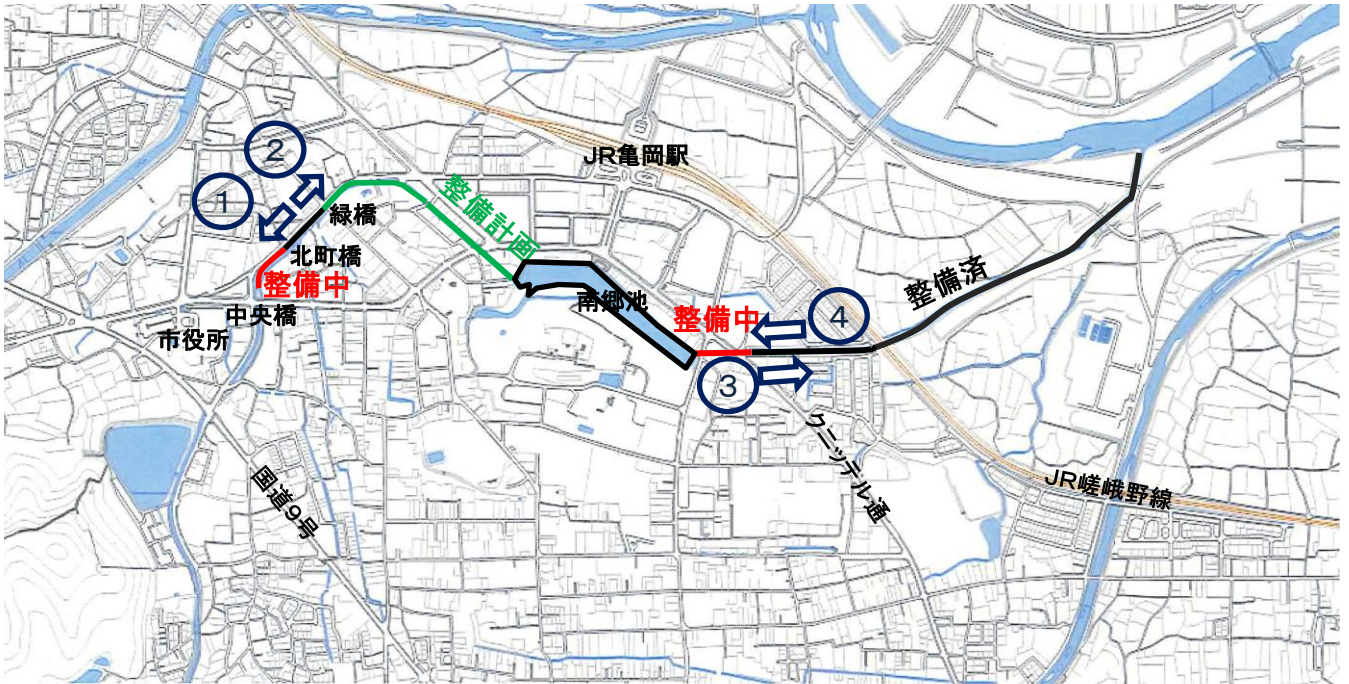 ②
JR亀岡駅
①
整備計画
緑橋
北町橋
整備中
中央橋
市役所
南郷池
整備中
④
整備済
③
クニッテル通
国道9号
JR嵯峨野線